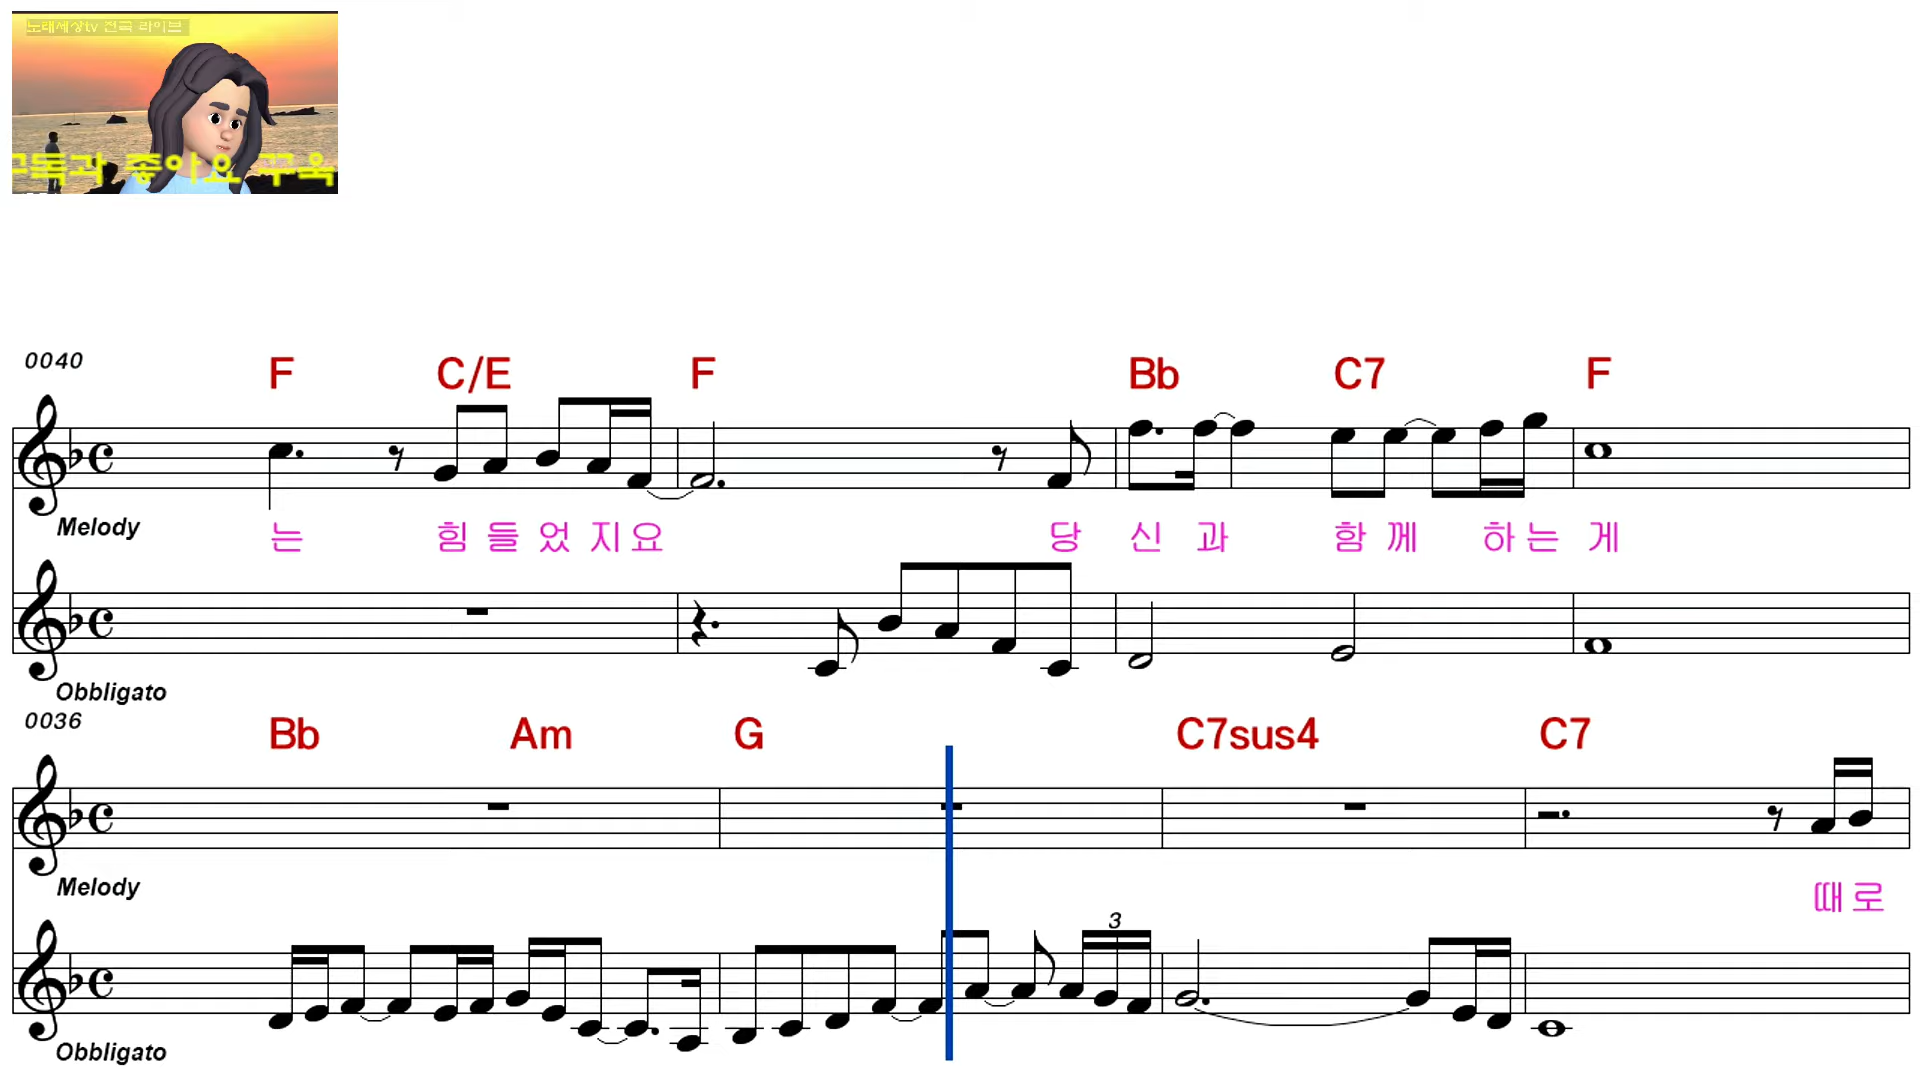 노래세상tv 전곡 라이브
구독과 좋아요 꾸욱
0040
F C/E F Bb C7 F
Melody
는 힘들었지요 당신과 함께 하는 게
Obbligato
0036
Bb Am G C7sus4 C7
Melody
때로
3
Obbligato